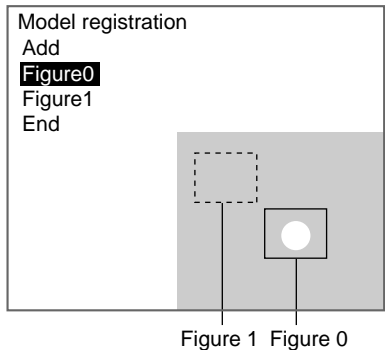 Model registration
Add
Figure0
Figure1
End
Figure 1 Figure 0